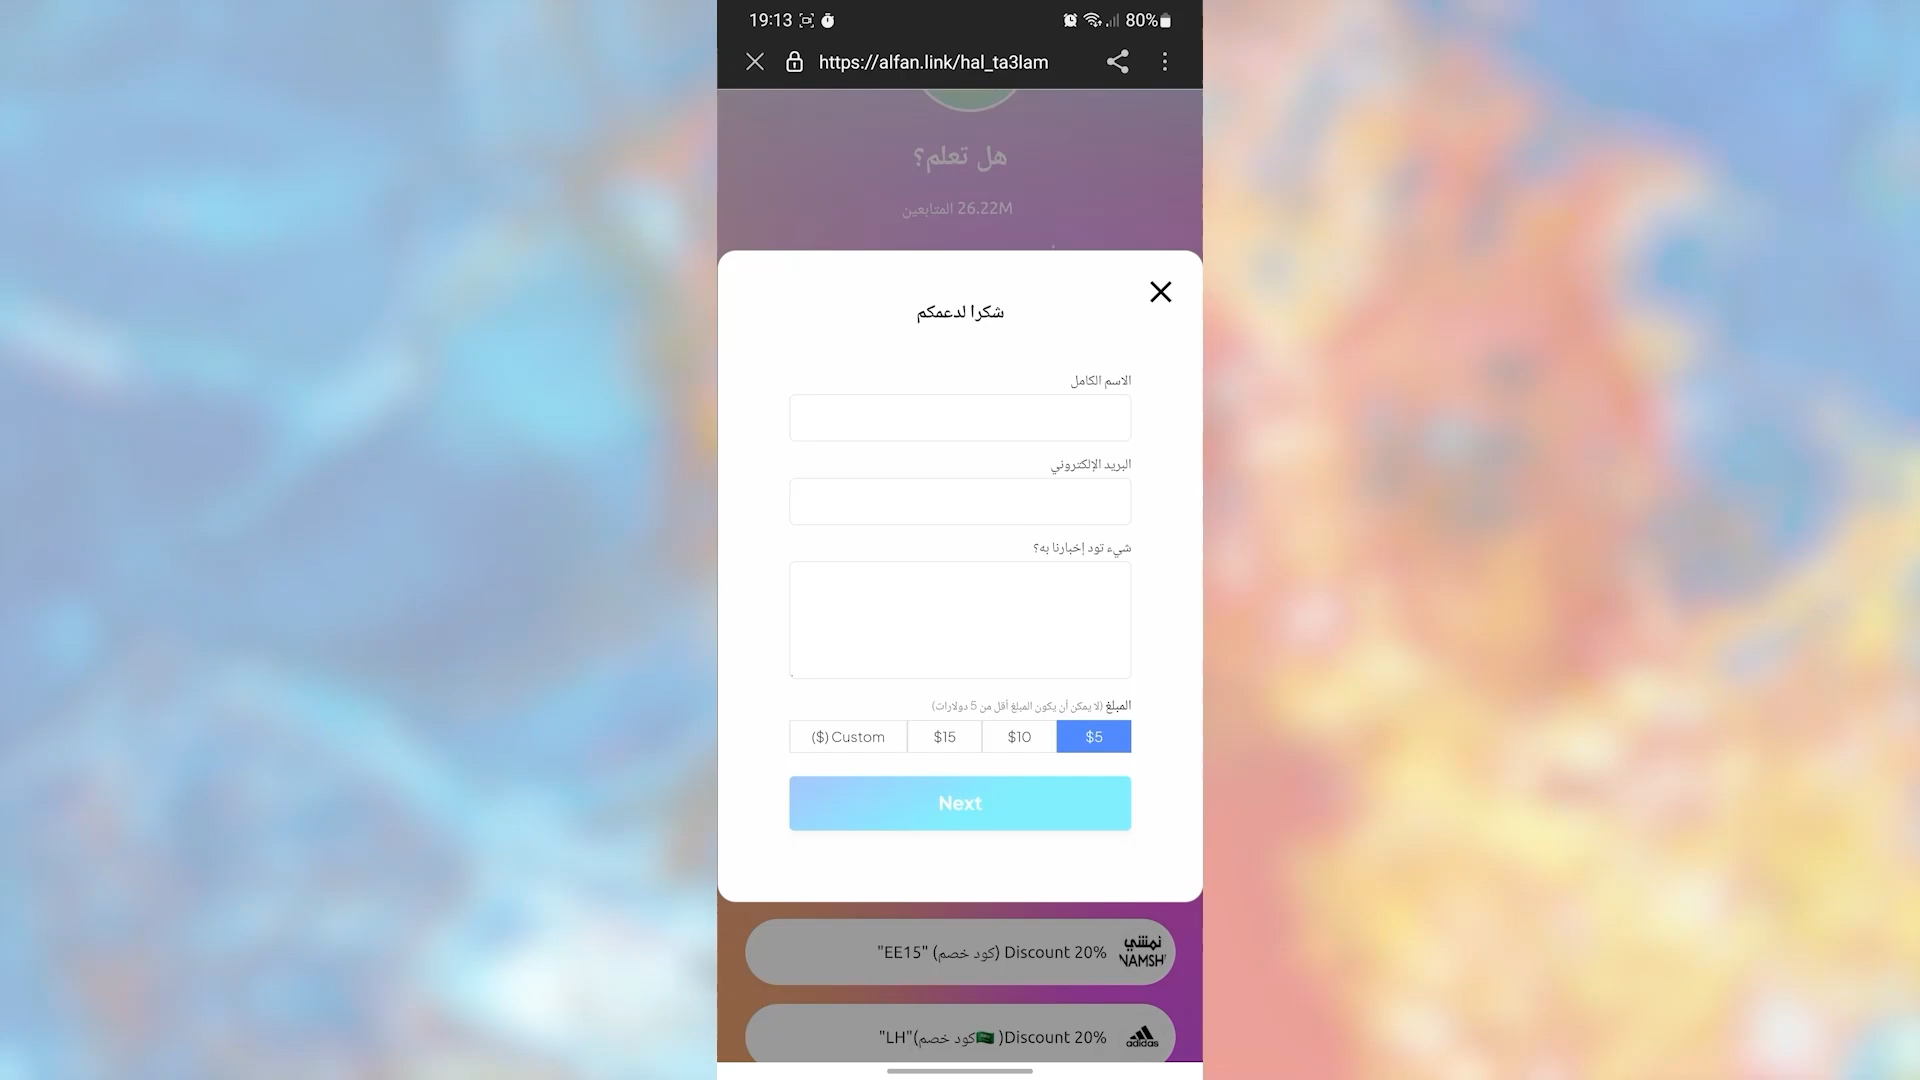 19:13
80%
https://alfan.link/hal_ta3lam
هل تعلم؟
26.22M المتابعين
شكرا لدعمكم
الاسم الكامل
البريد الإلكتروني
شيء تود إخبارنا به؟
المبلغ (لا يمكن أن يكون المبلغ أقل من 5 دولارات)
$5
$10
$15
Custom ($)
Next
نمشي
NAMSHI
Discount 20% (كود خصم) "EE15"
adidas
Discount 20% (🇸🇦كود خصم)"LH"